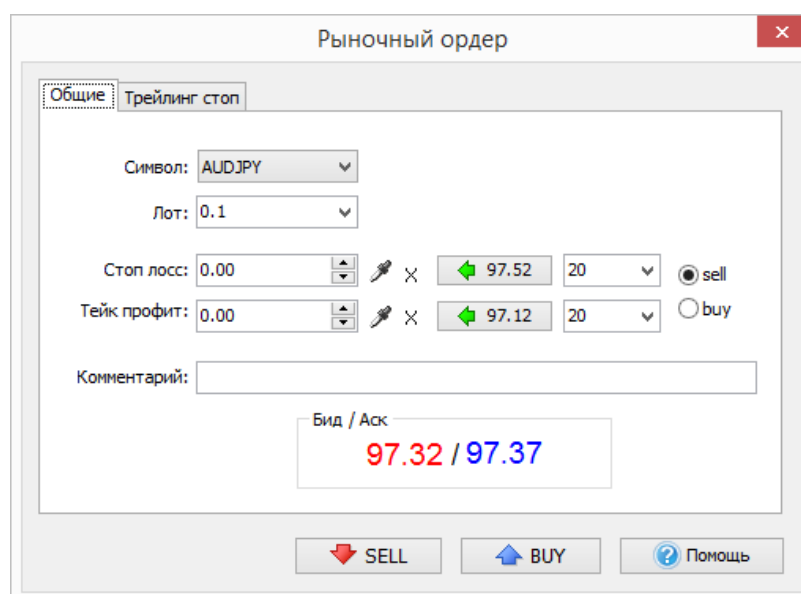 Рыночный ордер
Общие Трейлинг стоп
Символ: AUDJPY
Лот: 0.1
Стоп лосс: 0.00 97.52 20 sell
Тейк профит: 0.00 97.12 20 buy
Комментарий:
Бид / Аск
97.32 / 97.37
SELL BUY Помощь